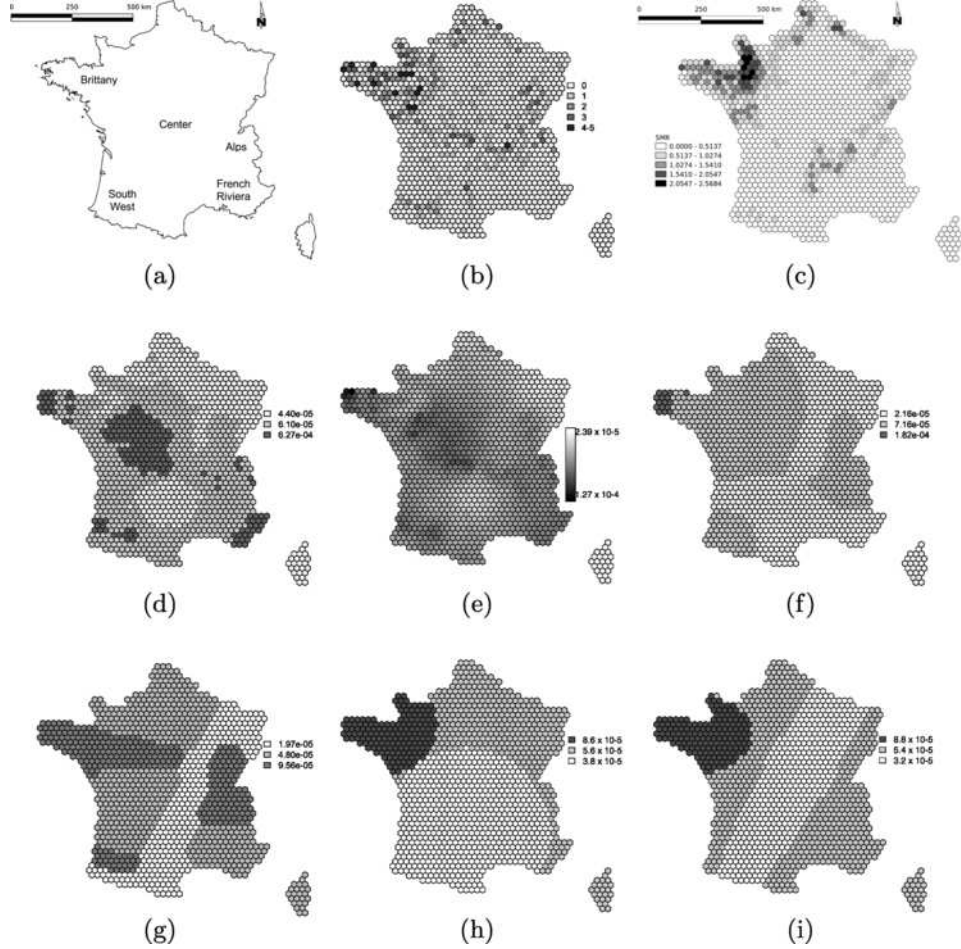 0 250 500 km
N
Brittany
Center
Alps
South
West
French
Riviera
(a)
0
1
2
3
4-5
(b)
0 250 500 km
N
SMR
0.0000 - 0.5137
0.5137 - 1.0274
1.0274 - 1.5410
1.5410 - 2.0547
2.0547 - 2.5684
(c)
4.40e-05
6.10e-05
6.27e-04
(d)
2.39 x 10-5
1.27 x 10-4
(e)
2.16e-05
7.16e-05
1.82e-04
(f)
1.97e-05
4.80e-05
9.56e-05
(g)
8.6 x 10-5
5.6 x 10-5
3.8 x 10-5
(h)
8.8 x 10-5
5.4 x 10-5
3.2 x 10-5
(i)